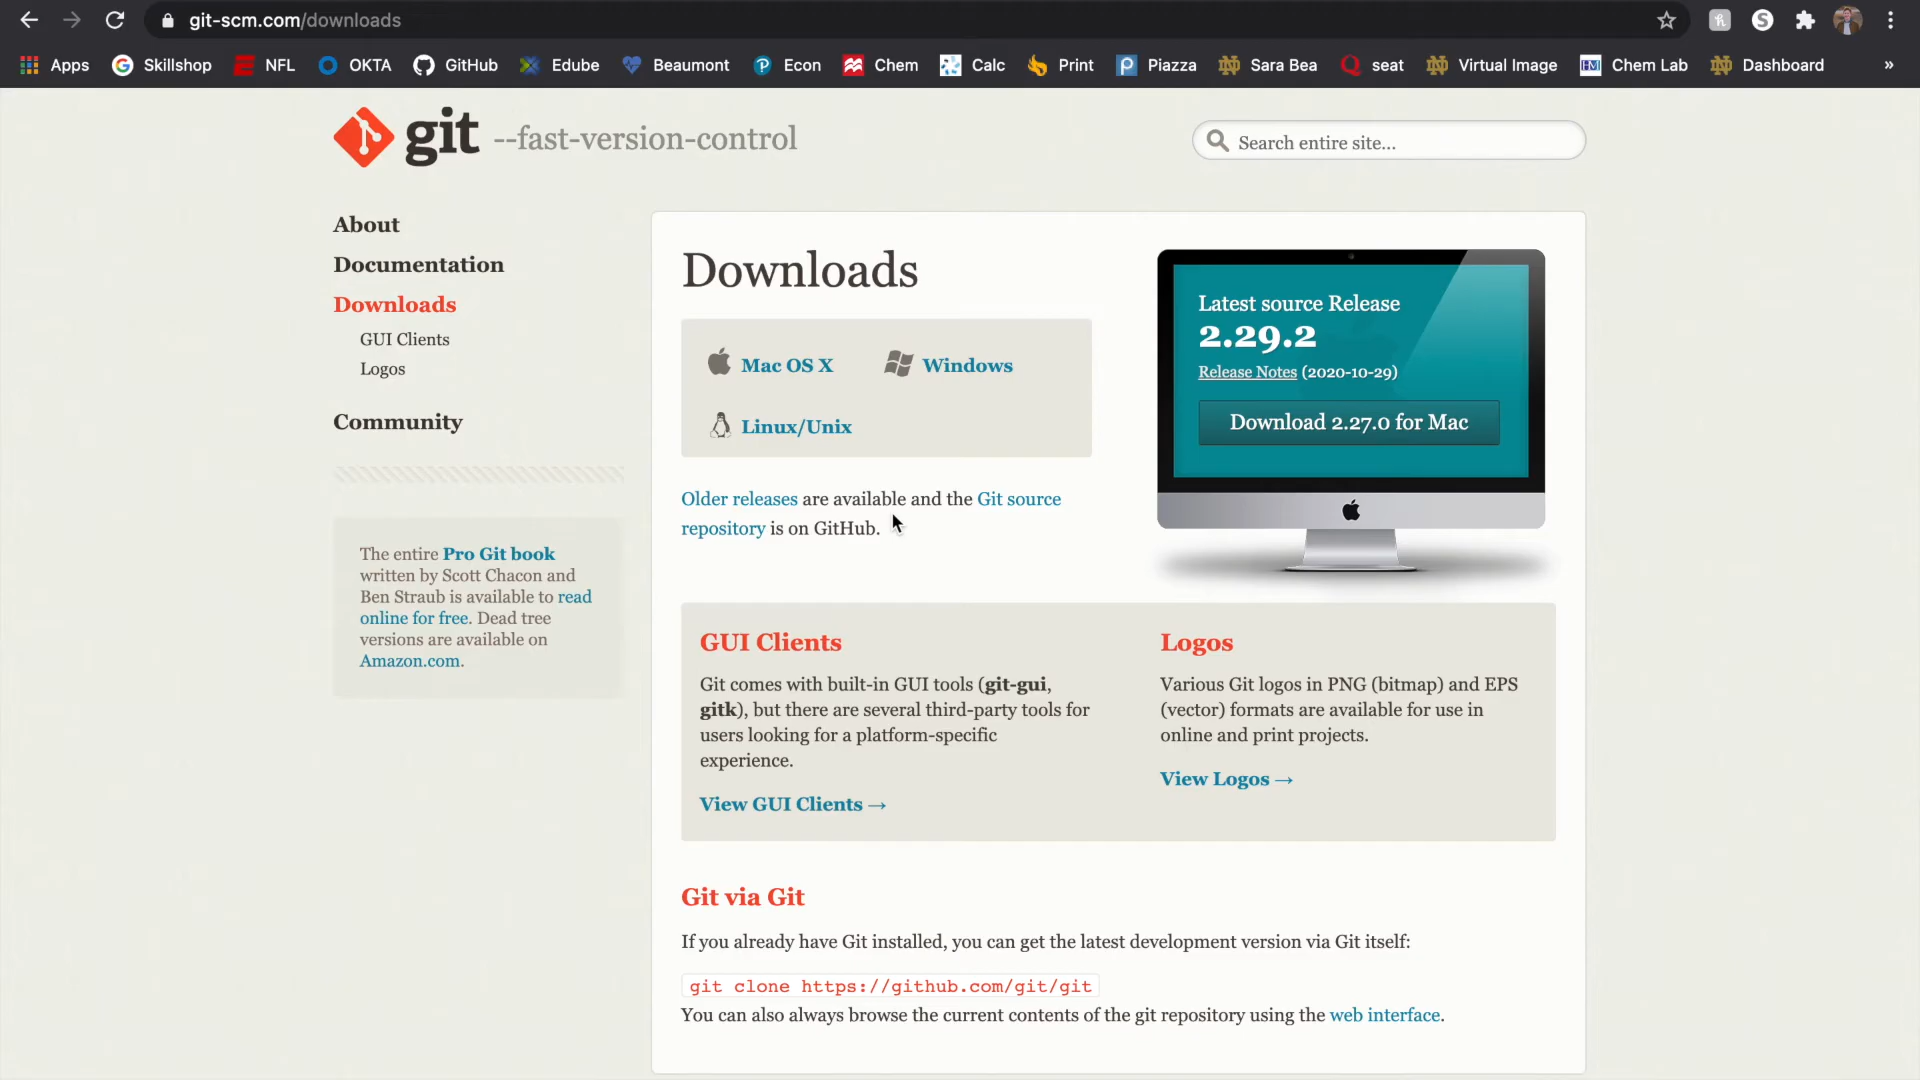 git-scm.com/downloads
Apps Skillshop NFL OKTA GitHub Edube Beaumont Econ Chem Calc Print Piazza Sara Bea seat Virtual Image Chem Lab Dashboard »
git --fast-version-control
Search entire site...
About
Documentation
Downloads
GUI Clients
Logos
Community
The entire Pro Git book
written by Scott Chacon and
Ben Straub is available to read
online for free. Dead tree
versions are available on
Amazon.com.
Downloads
Mac OS X Windows
Linux/Unix
Older releases are available and the Git source
repository is on GitHub.
Latest source Release
2.29.2
Release Notes (2020-10-29)
Download 2.27.0 for Mac
GUI Clients
Git comes with built-in GUI tools (git-gui,
gitk), but there are several third-party tools for
users looking for a platform-specific
experience.
View GUI Clients →
Logos
Various Git logos in PNG (bitmap) and EPS
(vector) formats are available for use in
online and print projects.
View Logos →
Git via Git
If you already have Git installed, you can get the latest development version via Git itself:
git clone https://github.com/git/git
You can also always browse the current contents of the git repository using the web interface.